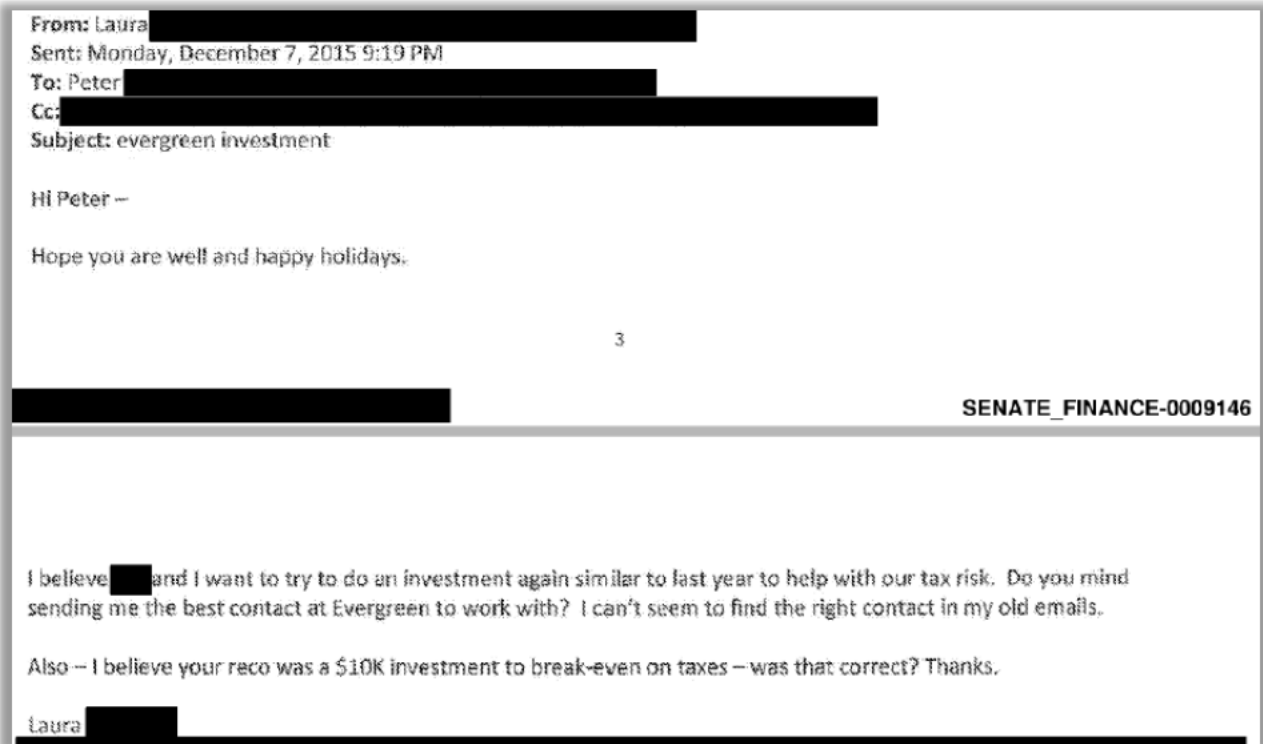 From: Laura
Sent: Monday, December 7, 2015 9:19 PM
To: Peter
Cc:
Subject: evergreen investment
Hi Peter –
Hope you are well and happy holidays.
3
SENATE_FINANCE-0009146
I believe and I want to try to do an investment again similar to last year to help with our tax risk.  Do you mind
sending me the best contact at Evergreen to work with?  I can't seem to find the right contact in my old emails.
Also – I believe your reco was a $10K investment to break-even on taxes – was that correct? Thanks.
Laura